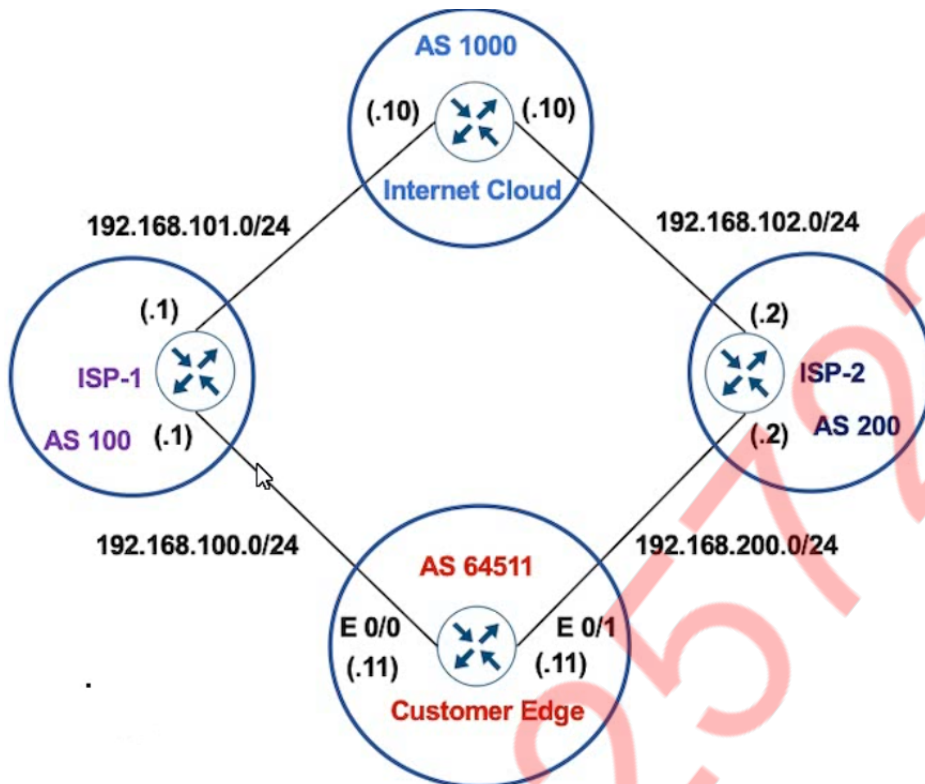 AS 1000
(.10) (.10)
Internet Cloud
192.168.101.0/24 192.168.102.0/24
(.1) (.2)
ISP-1 ISP-2
AS 100 (.1) (.2) AS 200
192.168.100.0/24 192.168.200.0/24
AS 64511
E 0/0 E 0/1
(.11) (.11)
Customer Edge